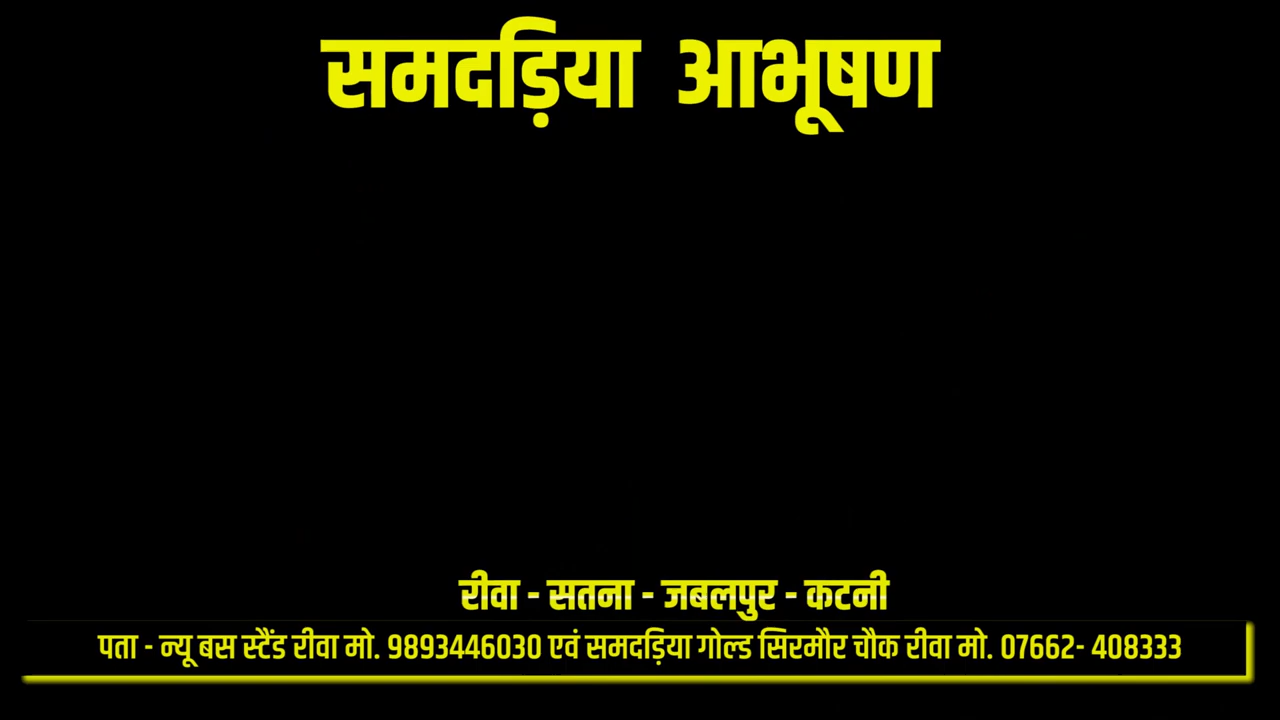 समदड़िया आभूषण
रीवा - सतना - जबलपुर - कटनी
पता - न्यू बस स्टैंड रीवा मो. 9893446030 एवं समदड़िया गोल्ड सिरमौर चौक रीवा मो. 07662- 408333